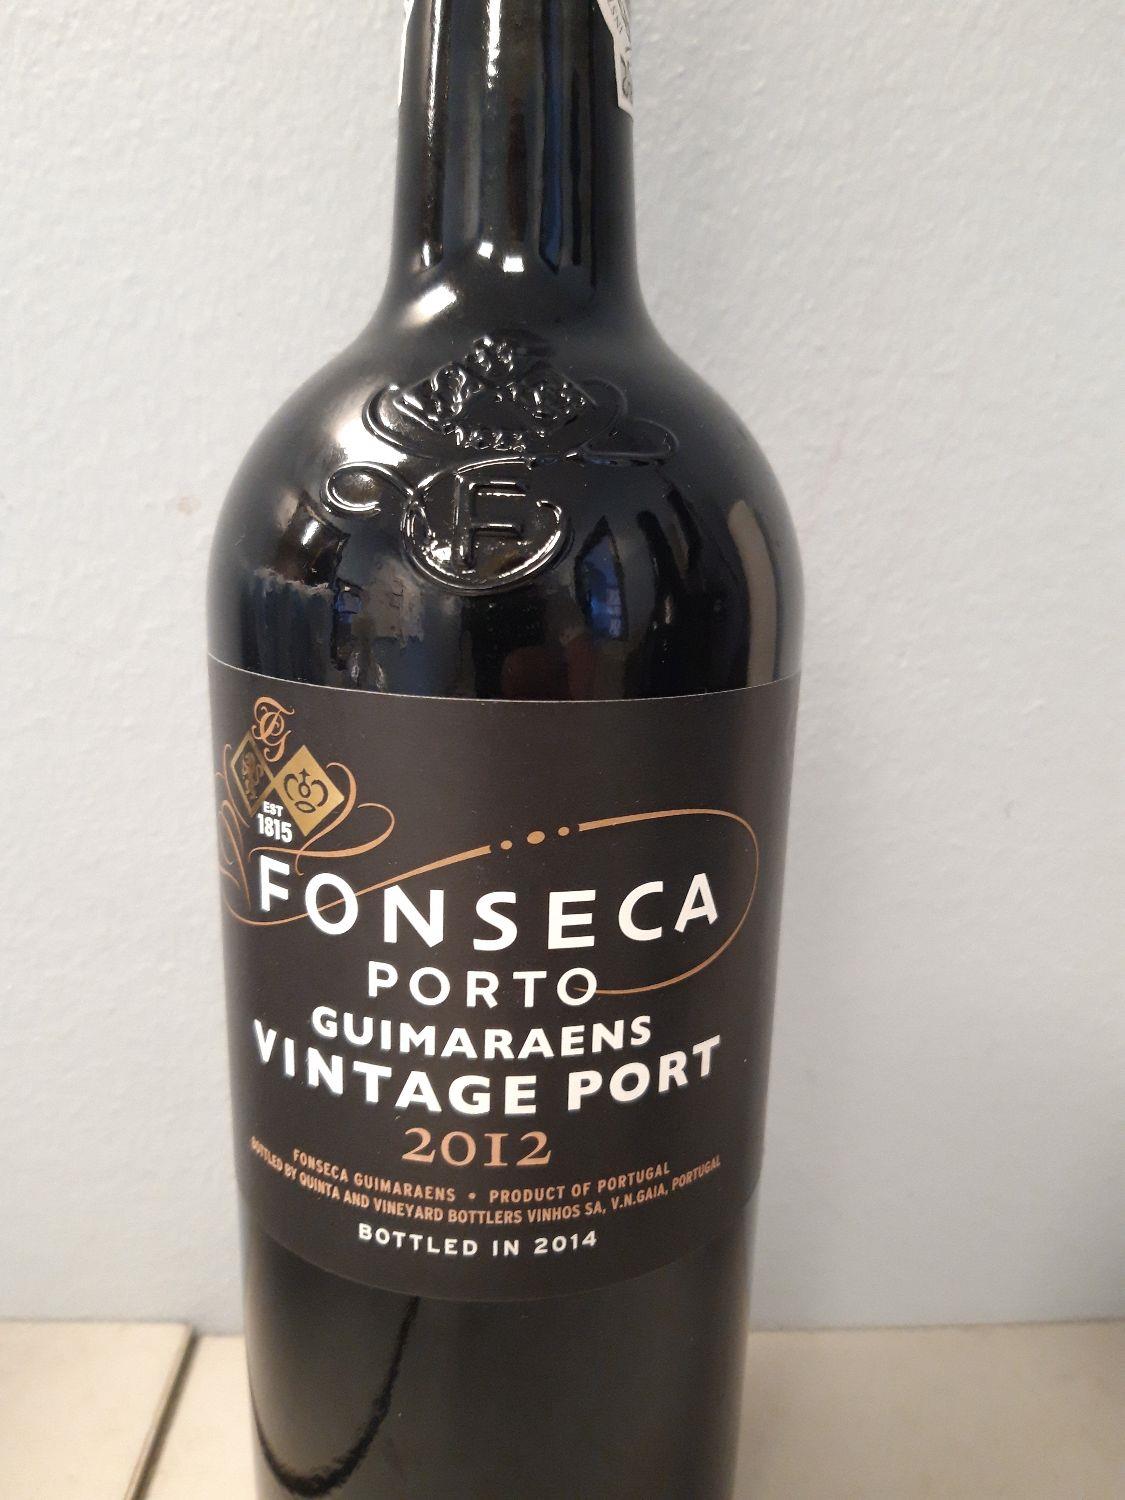 F
EST
1815
FONSECA
PORTO
GUIMARAENS
VINTAGE PORT
2012
FONSECA GUIMARAENS • PRODUCT OF PORTUGAL
BOTTLED BY QUINTA AND VINEYARD BOTTLERS VINHOS SA, V.N.GAIA, PORTUGAL
BOTTLED IN 2014